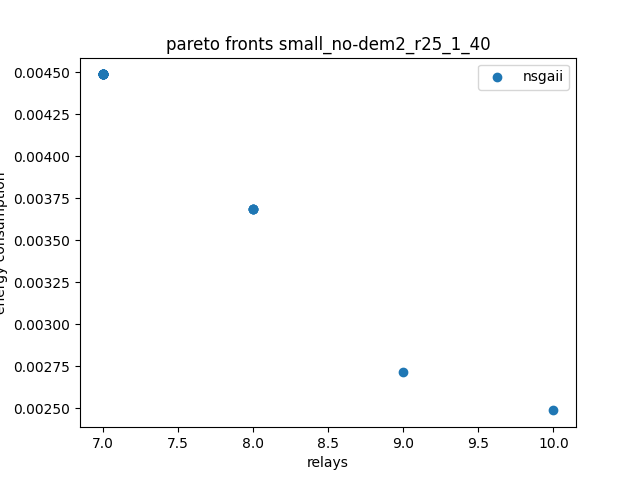 pareto fronts small_no-dem2_r25_1_40
nsgaii
0.00450
0.00425
0.00400
0.00375
0.00350
0.00325
0.00300
0.00275
0.00250
energy consumption
7.0 7.5 8.0 8.5 9.0 9.5 10.0
relays